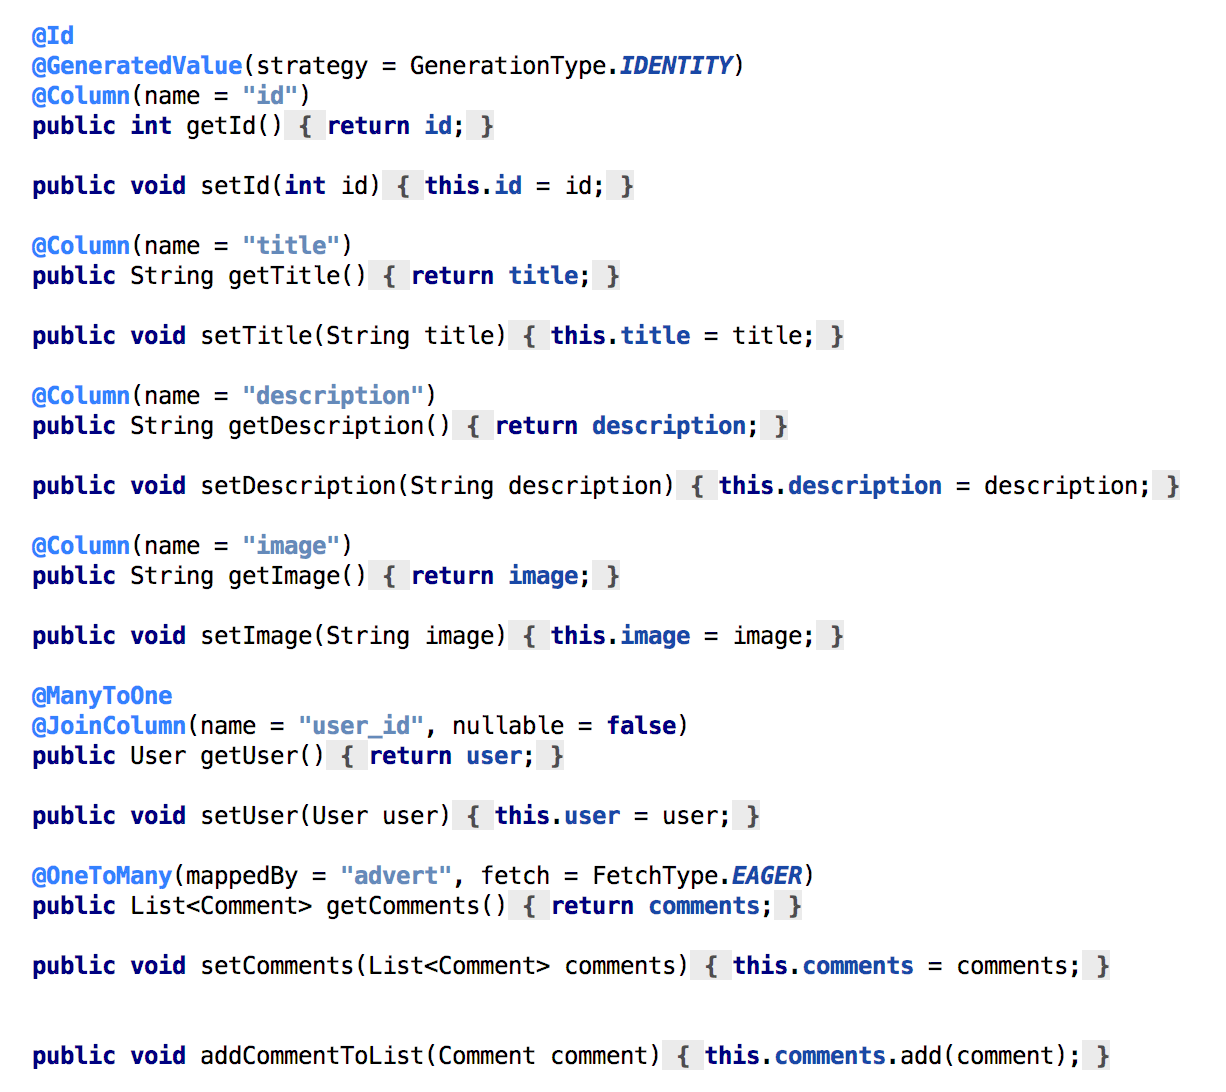 @Id
@GeneratedValue(strategy = GenerationType.IDENTITY)
@Column(name = "id")
public int getId() { return id; }
public void setId(int id) { this.id = id; }
@Column(name = "title")
public String getTitle() { return title; }
public void setTitle(String title) { this.title = title; }
@Column(name = "description")
public String getDescription() { return description; }
public void setDescription(String description) { this.description = description; }
@Column(name = "image")
public String getImage() { return image; }
public void setImage(String image) { this.image = image; }
@ManyToOne
@JoinColumn(name = "user_id", nullable = false)
public User getUser() { return user; }
public void setUser(User user) { this.user = user; }
@OneToMany(mappedBy = "advert", fetch = FetchType.EAGER)
public List<Comment> getComments() { return comments; }
public void setComments(List<Comment> comments) { this.comments = comments; }
public void addCommentToList(Comment comment) { this.comments.add(comment); }